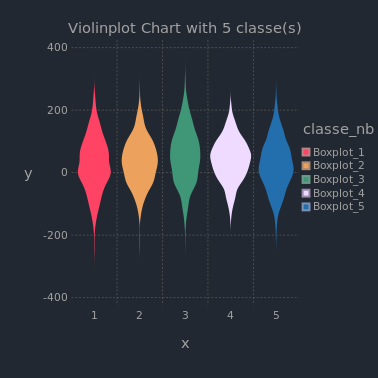 Violinplot Chart with 5 classe(s)
400
200
0
-200
-400
y
1 2 3 4 5
x
classe_nb
Boxplot_1
Boxplot_2
Boxplot_3
Boxplot_4
Boxplot_5